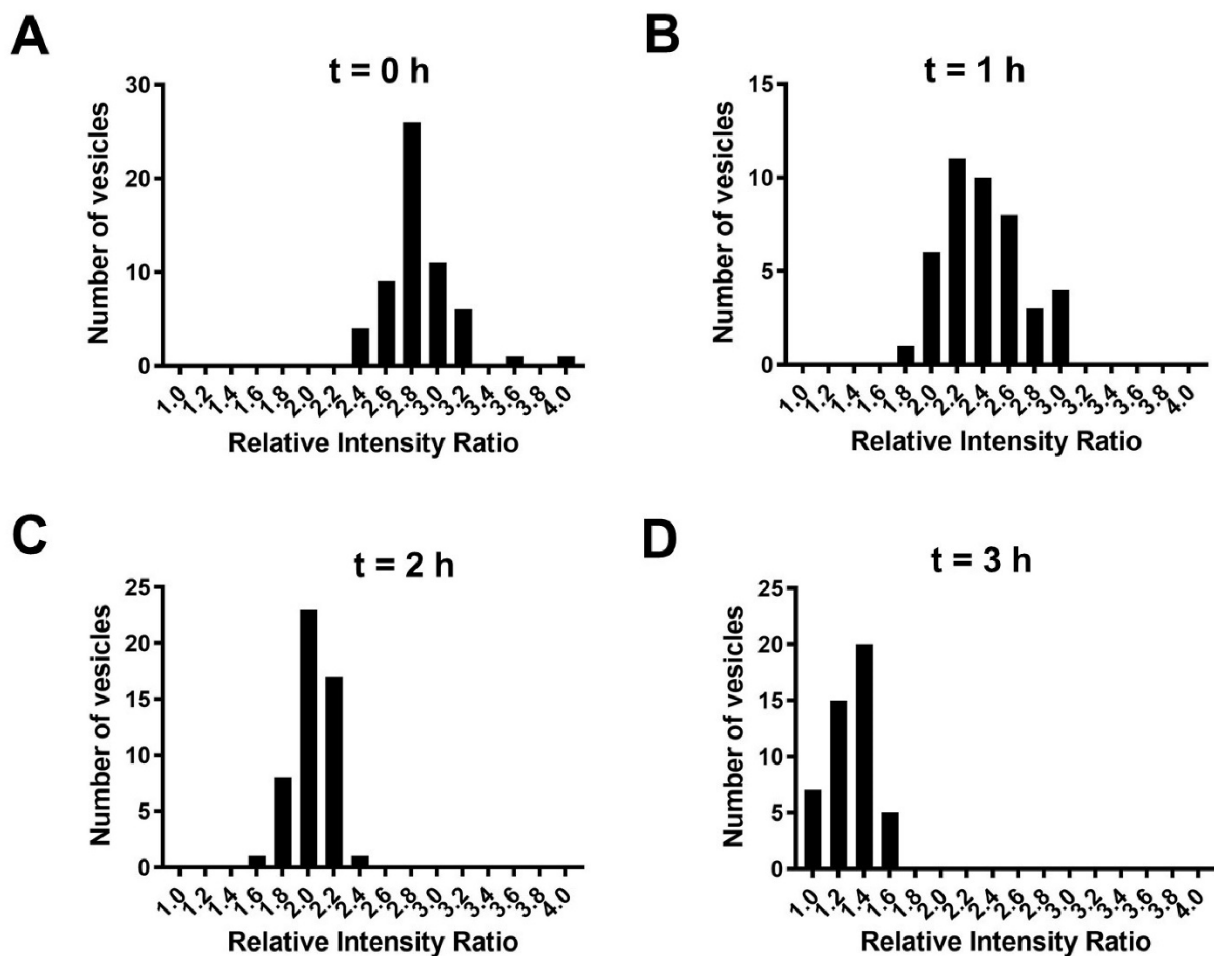 A
t = 0 h
Number of vesicles
30
20
10
0
1.0 1.2 1.4 1.6 1.8 2.0 2.2 2.4 2.6 2.8 3.0 3.2 3.4 3.6 3.8 4.0
Relative Intensity Ratio
B
t = 1 h
Number of vesicles
15
10
5
0
1.0 1.2 1.4 1.6 1.8 2.0 2.2 2.4 2.6 2.8 3.0 3.2 3.4 3.6 3.8 4.0
Relative Intensity Ratio
C
t = 2 h
Number of vesicles
25
20
15
10
5
0
1.0 1.2 1.4 1.6 1.8 2.0 2.2 2.4 2.6 2.8 3.0 3.2 3.4 3.6 3.8 4.0
Relative Intensity Ratio
D
t = 3 h
Number of vesicles
25
20
15
10
5
0
1.0 1.2 1.4 1.6 1.8 2.0 2.2 2.4 2.6 2.8 3.0 3.2 3.4 3.6 3.8 4.0
Relative Intensity Ratio